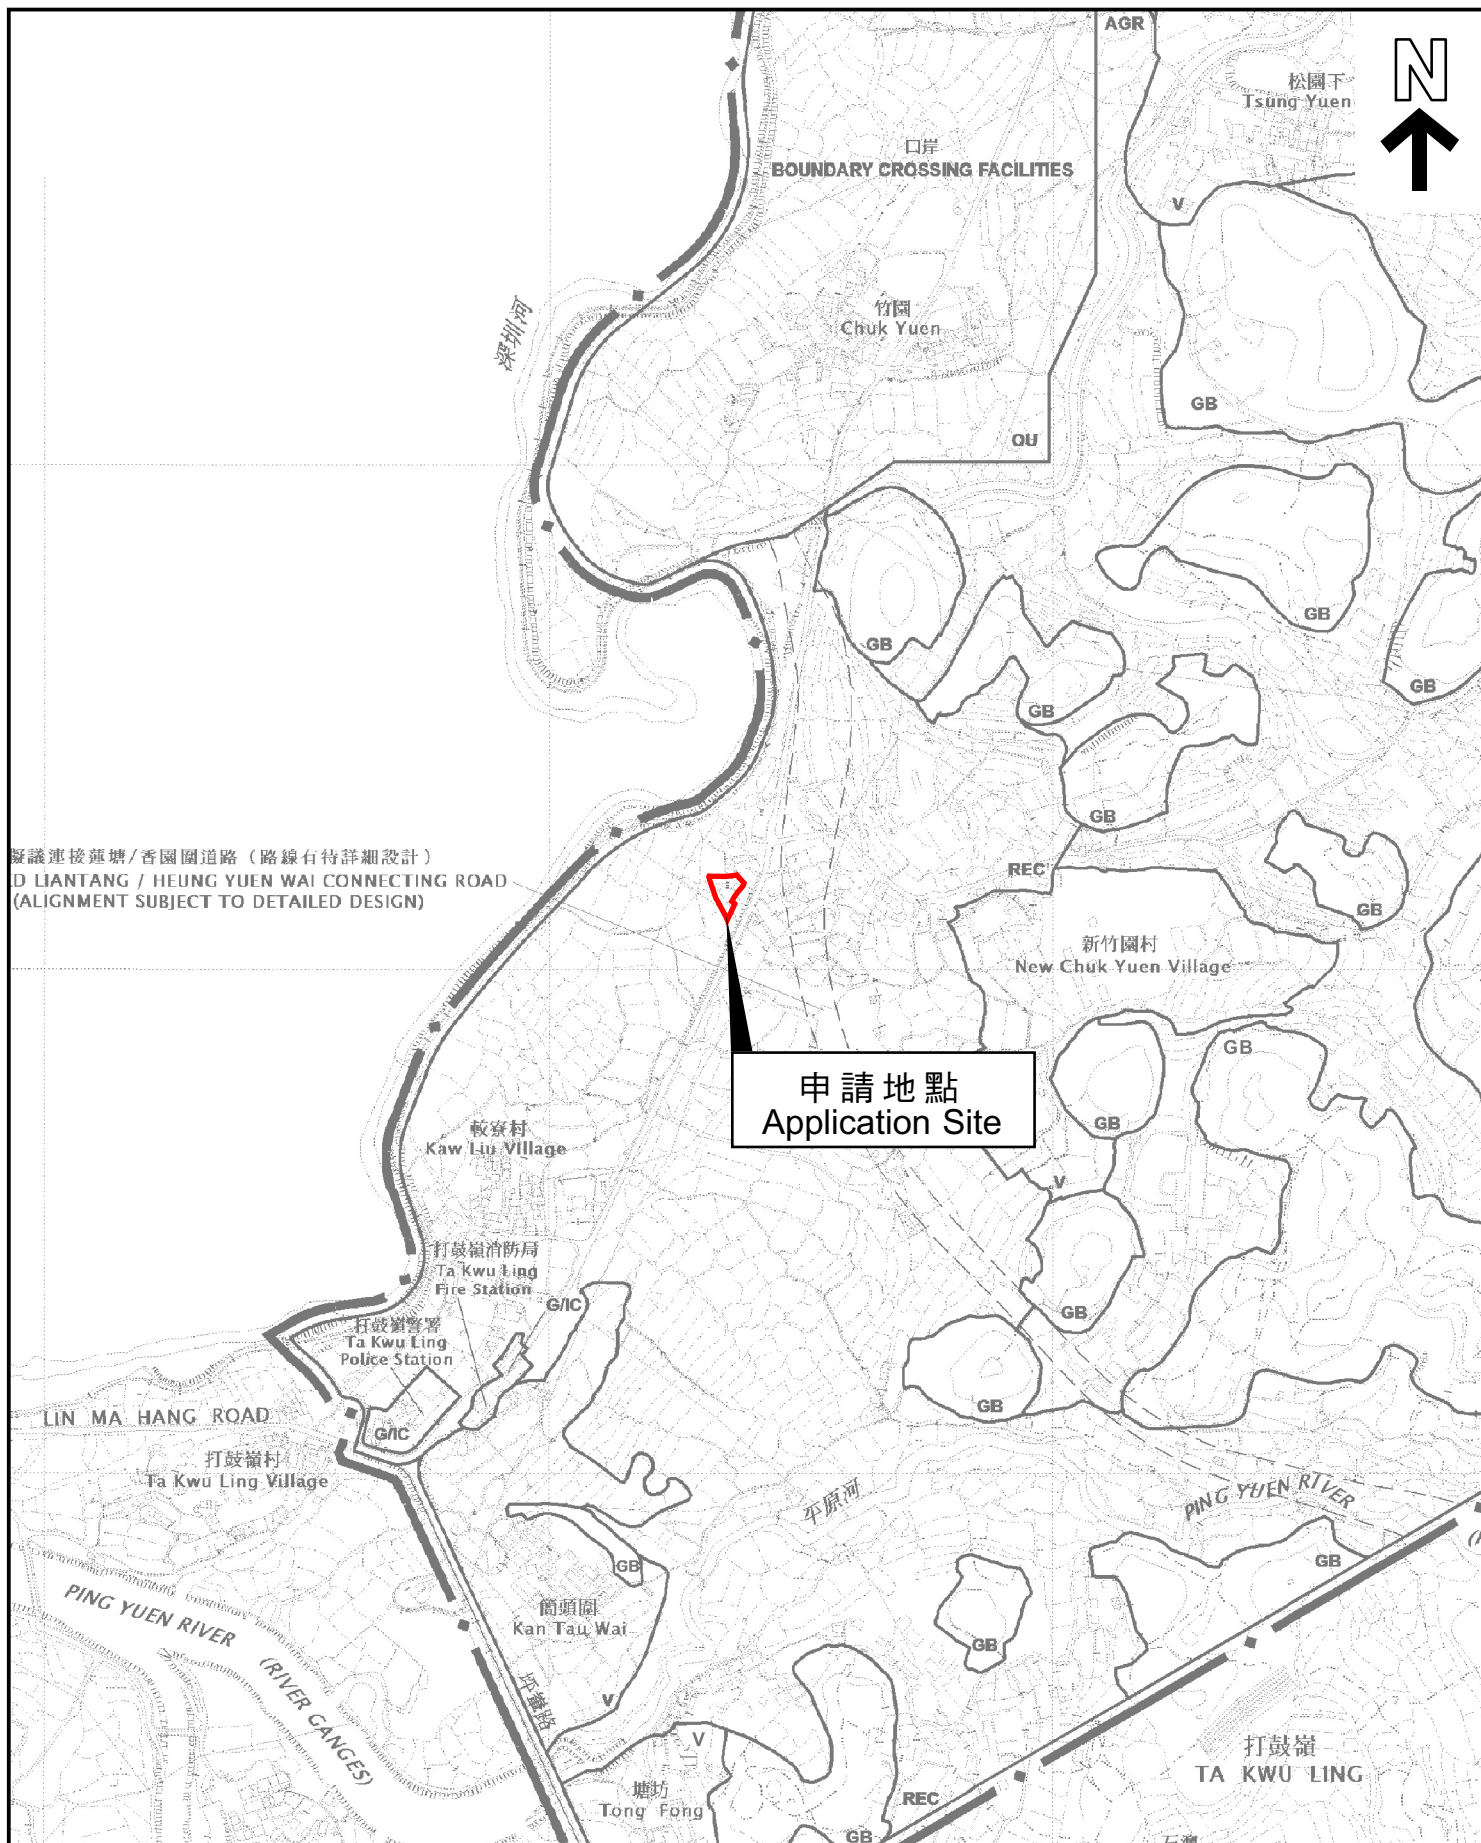 AGR
N
松園下
Tsung Yuen
口岸
BOUNDARY CROSSING FACILITIES
V
深圳河
竹園
Chuk Yuen
GB
OU
GB
GB
GB
GB
GB
擬議連接蓮塘/香園圍道路（路線有待詳細設計）
D LIANTANG / HEUNG YUEN WAI CONNECTING ROAD
(ALIGNMENT SUBJECT TO DETAILED DESIGN)
REC
GB
新竹園村
New Chuk Yuen Village
GB
申請地點
Application Site
GB
較寮村
Kaw Liu Village
V
打鼓嶺消防局
Ta Kwu Ling
Fire Station
G/IC
GB
打鼓嶺警署
Ta Kwu Ling
Police Station
GB
LIN MA HANG ROAD
G/IC
打鼓嶺村
Ta Kwu Ling Village
平原河
PING YUEN RIVER
GB
GB
PING YUEN RIVER
(RIVER GANGES)
簡頭圍
Kan Tau Wai
GB
坪輋路
V
V
打鼓嶺
TA KWU LING
塘坊
Tong Fong
REC
GB